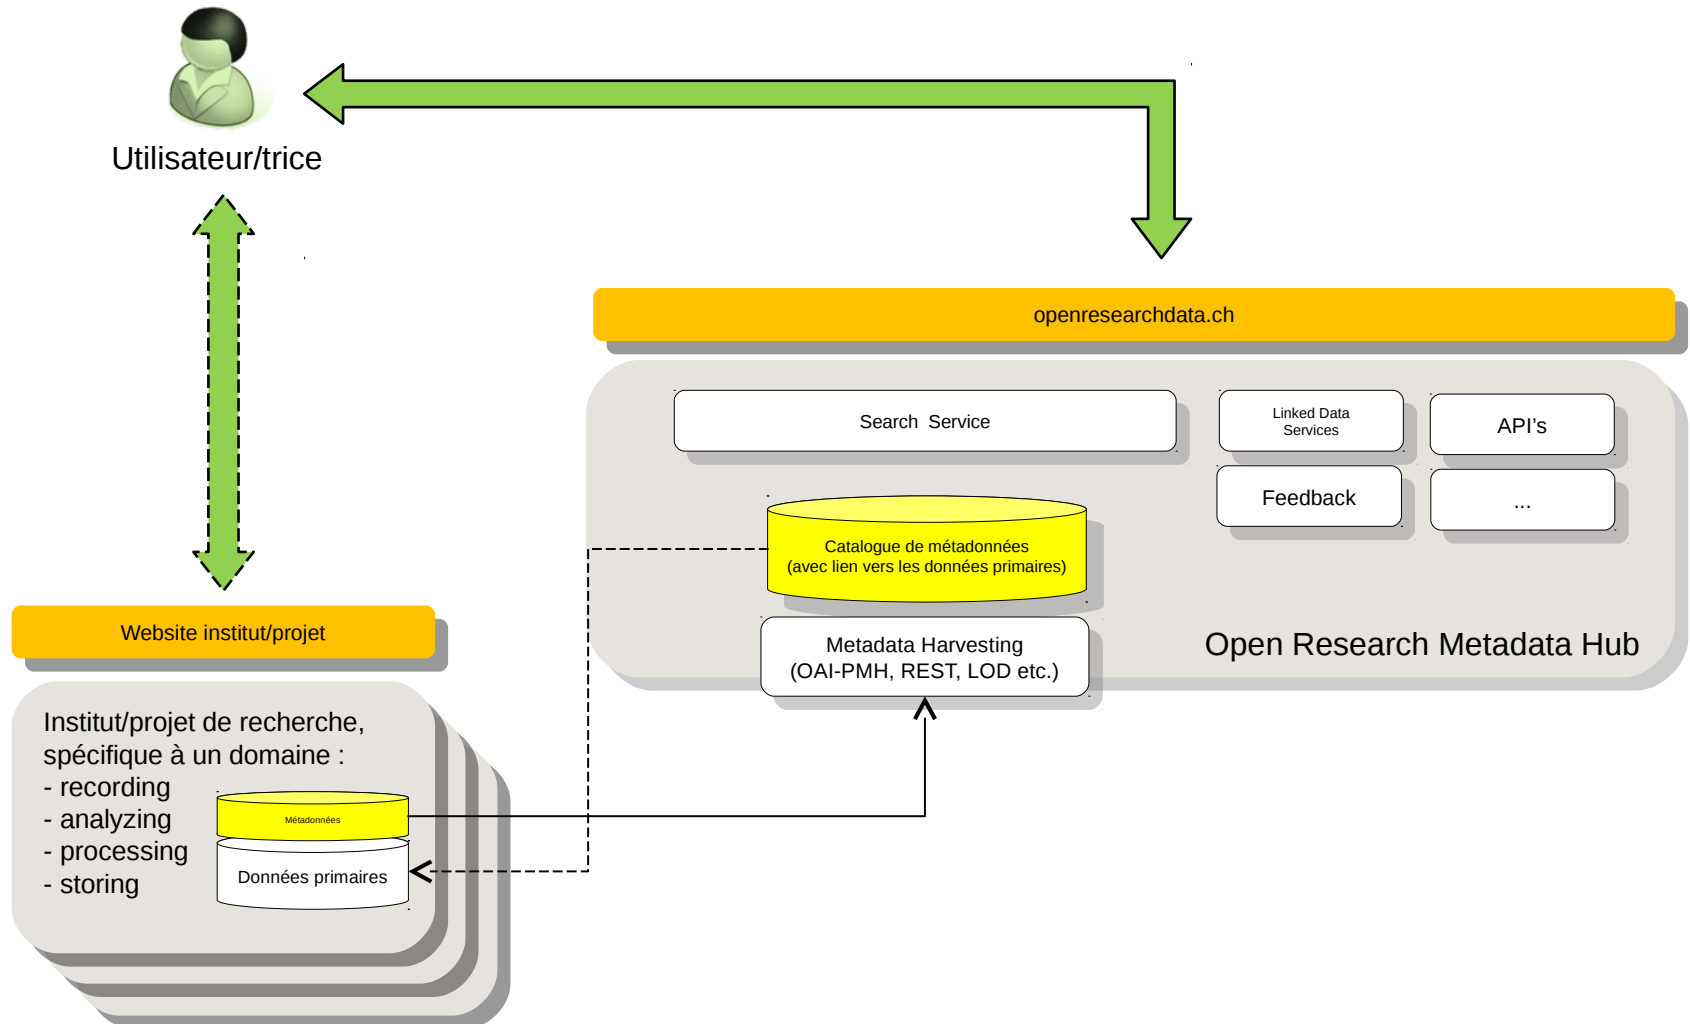 Utilisateur/trice
openresearchdata.ch
Search Service
Linked Data
Services
API's
Feedback
...
Catalogue de métadonnées
(avec lien vers les données primaires)
Metadata Harvesting
(OAI-PMH, REST, LOD etc.)
Open Research Metadata Hub
Website institut/projet
Institut/projet de recherche,
spécifique à un domaine :
- recording
- analyzing
- processing
- storing
Métadonnées
Données primaires